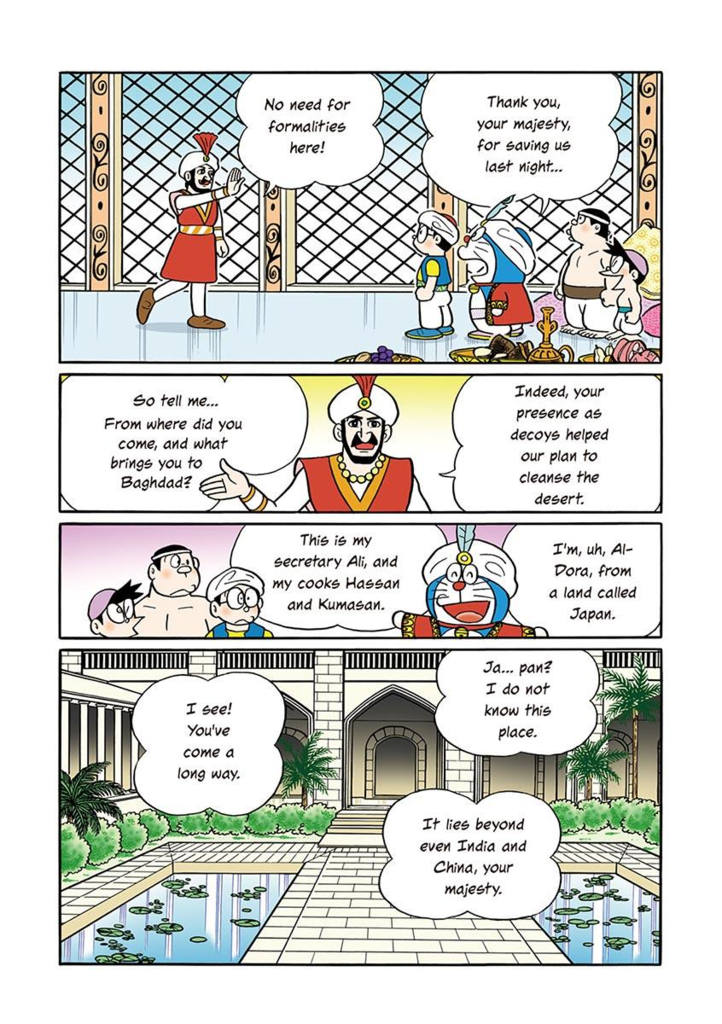 Thank you,
your majesty,
for saving us
last night...
No need for
formalities
here!
Indeed, your
presence as
decoys helped
our plan to
cleanse the
desert.
So tell me...
From where did you
come, and what
brings you to
Baghdad?
I'm, uh, Al-
Dora, from
a land called
Japan.
This is my
secretary Ali, and
my cooks Hassan
and Kumasan.
Ja... pan?
I do not
know this
place.
It lies beyond
even India and
China, your
majesty.
I see!
You've
come a
long way.